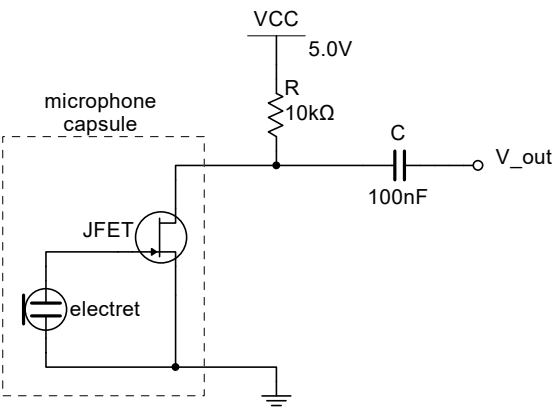 VCC
5.0V
R
10kΩ
microphone
capsule
C
V_out
100nF
JFET
electret